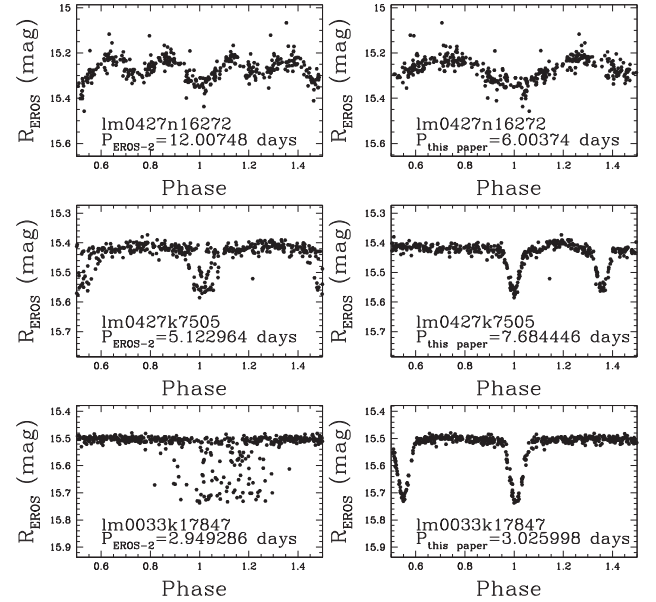 15
15.2
R_EROS (mag)
15.4
15.6
lm0427n16272
P_EROS-2=12.00748 days
0.6 0.8 1 1.2 1.4
Phase
15
15.2
R_EROS (mag)
15.4
15.6
lm0427n16272
P_this paper=6.00374 days
0.6 0.8 1 1.2 1.4
Phase
15.3
15.4
R_EROS (mag)
15.5
15.6
15.7
lm0427k7505
P_EROS-2=5.122964 days
0.6 0.8 1 1.2 1.4
Phase
15.3
15.4
R_EROS (mag)
15.5
15.6
15.7
lm0427k7505
P_this paper=7.684446 days
0.6 0.8 1 1.2 1.4
Phase
15.4
15.5
R_EROS (mag)
15.6
15.7
15.8
15.9
lm0033k17847
P_EROS-2=2.949286 days
0.6 0.8 1 1.2 1.4
Phase
15.4
15.5
R_EROS (mag)
15.6
15.7
15.8
15.9
lm0033k17847
P_this paper=3.025998 days
0.6 0.8 1 1.2 1.4
Phase